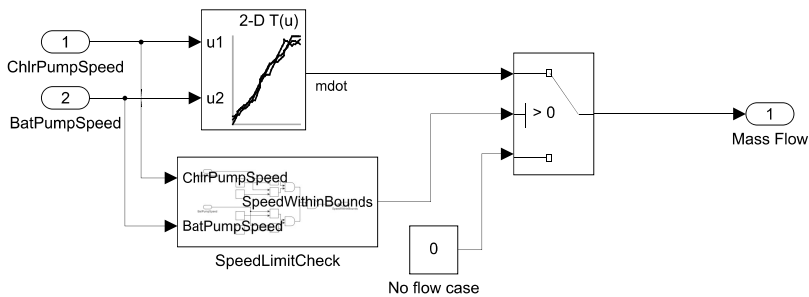 1
ChlrPumpSpeed
2
BatPumpSpeed
2-D T(u)
u1
u2
mdot
ChlrPumpSpeed
SpeedWithinBounds
BatPumpSpeed
SpeedLimitCheck
0
No flow case
> 0
1
Mass Flow